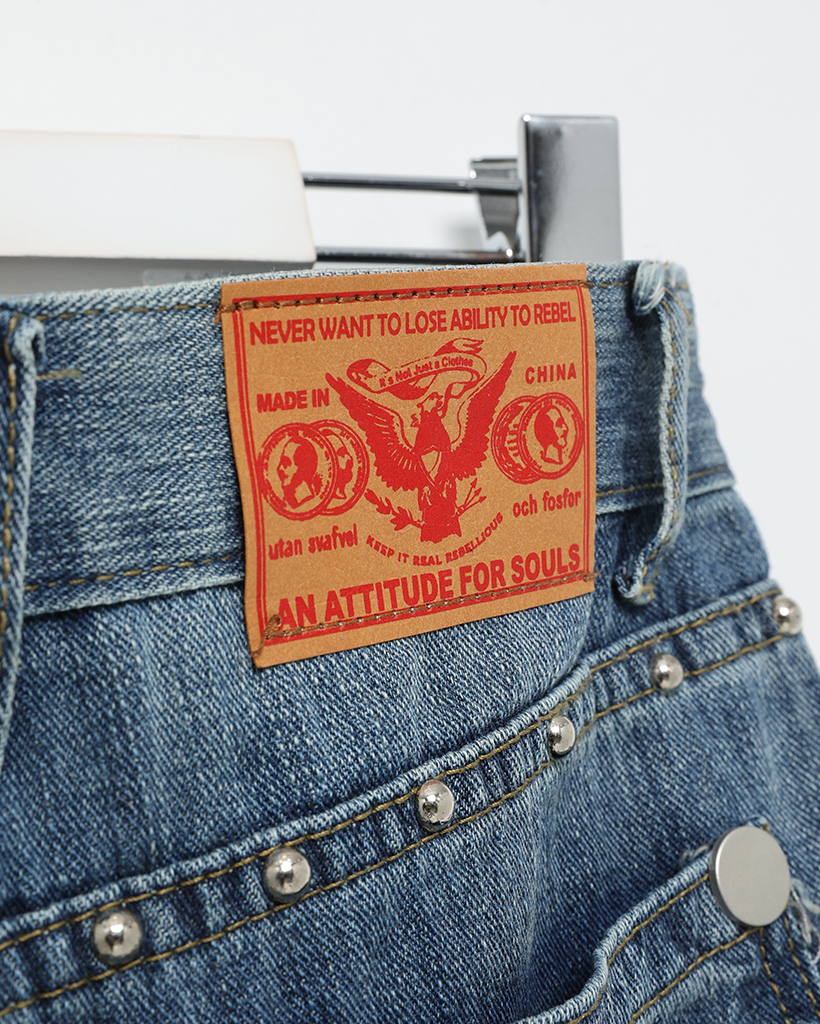 NEVER WANT TO LOSE ABILITY TO REBEL
It's Not Just a Clothes
MADE IN
CHINA
utan svafvel
och fosfor
KEEP IT REAL REBELLIOUS
AN ATTITUDE FOR SOULS